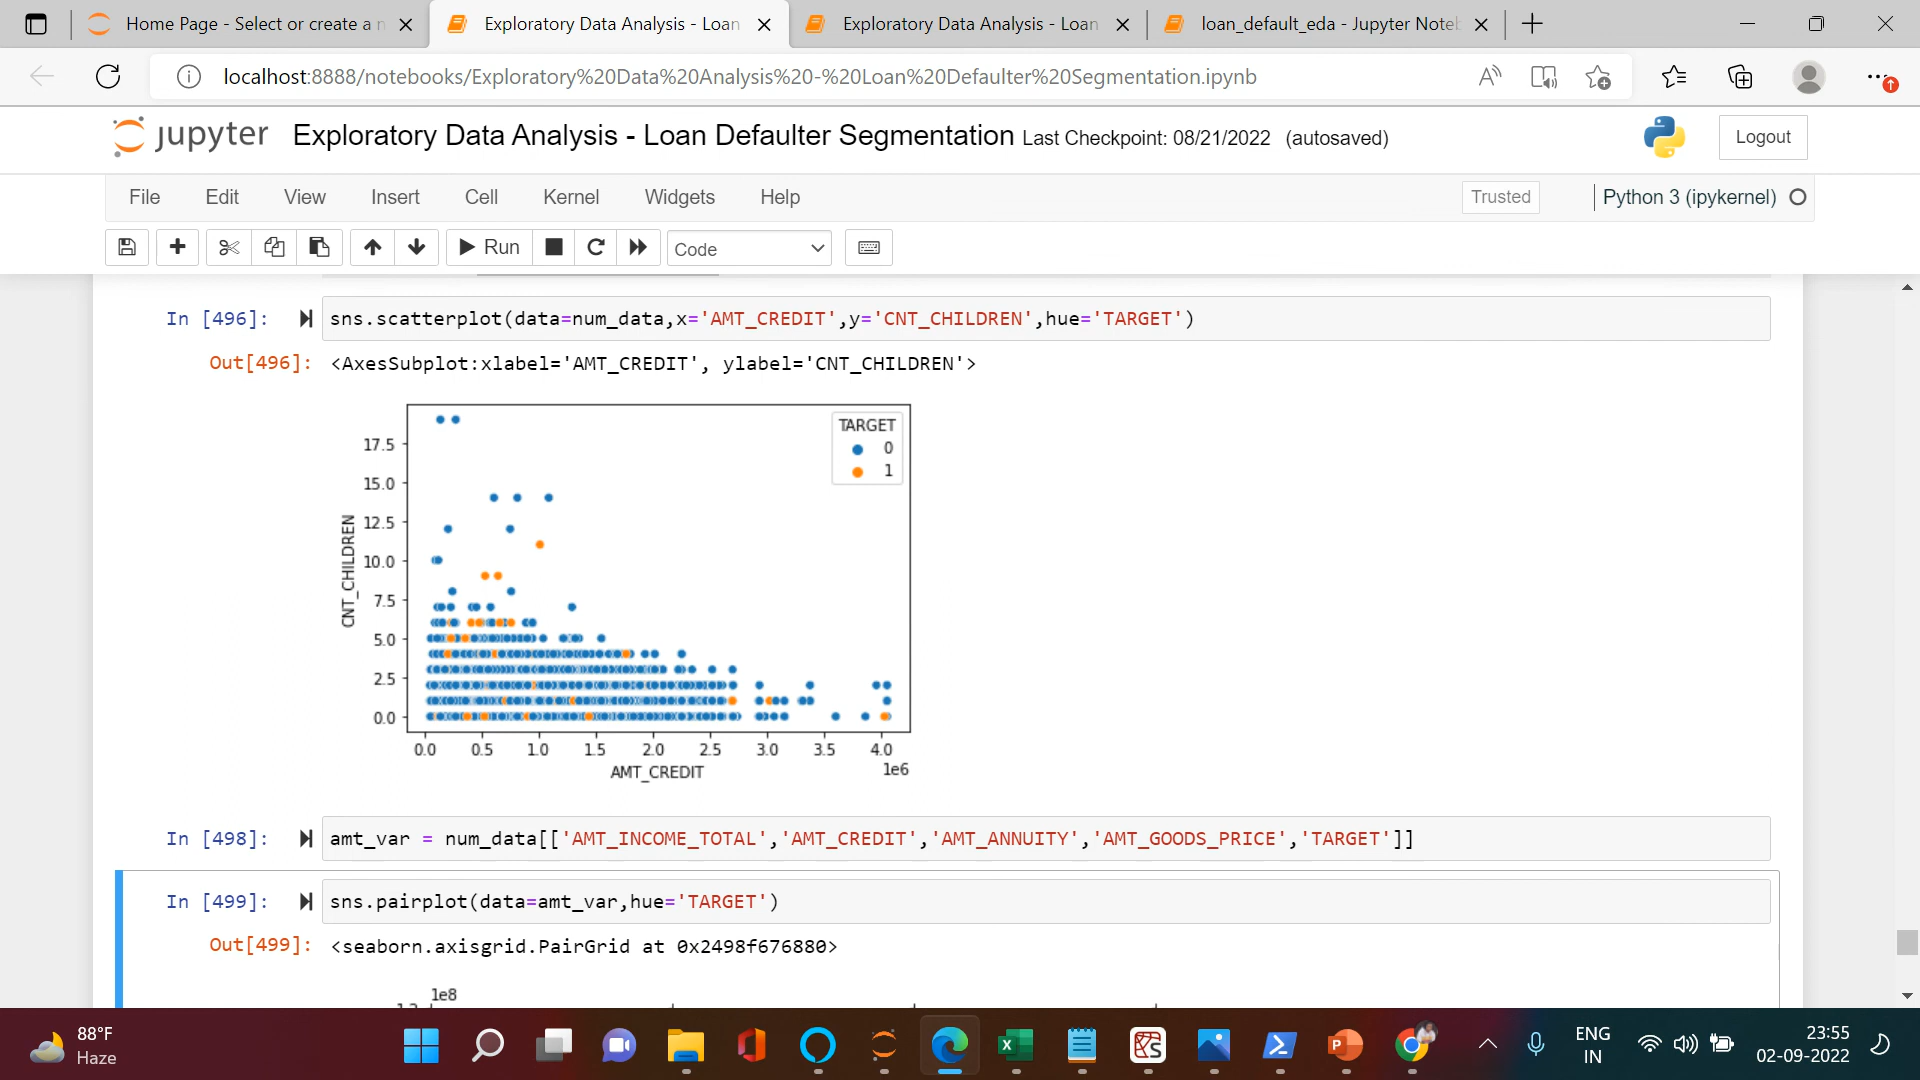 Home Page - Select or create a n
Exploratory Data Analysis - Loan
Exploratory Data Analysis - Loan
loan_default_eda - Jupyter Noteb
localhost:8888/notebooks/Exploratory%20Data%20Analysis%20-%20Loan%20Defaulter%20Segmentation.ipynb
jupyter Exploratory Data Analysis - Loan Defaulter Segmentation Last Checkpoint: 08/21/2022 (autosaved)
Logout
File Edit View Insert Cell Kernel Widgets Help
Trusted
Python 3 (ipykernel)
Run
Code
In [496]: sns.scatterplot(data=num_data,x='AMT_CREDIT',y='CNT_CHILDREN',hue='TARGET')
Out[496]: <AxesSubplot:xlabel='AMT_CREDIT', ylabel='CNT_CHILDREN'>
TARGET
0
1
17.5
15.0
12.5
10.0
7.5
5.0
2.5
0.0
CNT_CHILDREN
0.0 0.5 1.0 1.5 2.0 2.5 3.0 3.5 4.0
1e6
AMT_CREDIT
In [498]: amt_var = num_data[['AMT_INCOME_TOTAL','AMT_CREDIT','AMT_ANNUITY','AMT_GOODS_PRICE','TARGET']]
In [499]: sns.pairplot(data=amt_var,hue='TARGET')
Out[499]: <seaborn.axisgrid.PairGrid at 0x2498f676880>
1e8
88°F
Haze
ENG
IN
23:55
02-09-2022